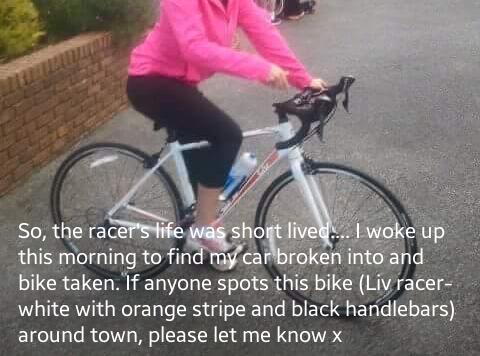 So, the racer's life was short lived.... I woke up
this morning to find my car broken into and
bike taken. If anyone spots this bike (Liv racer-
white with orange stripe and black handlebars)
around town, please let me know x